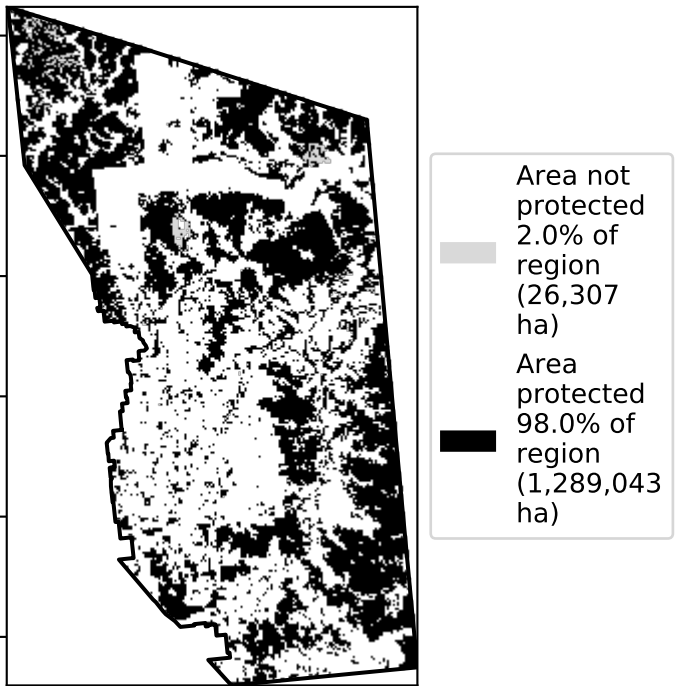 Area not
protected
2.0% of
region
(26,307
ha)
Area
protected
98.0% of
region
(1,289,043
ha)